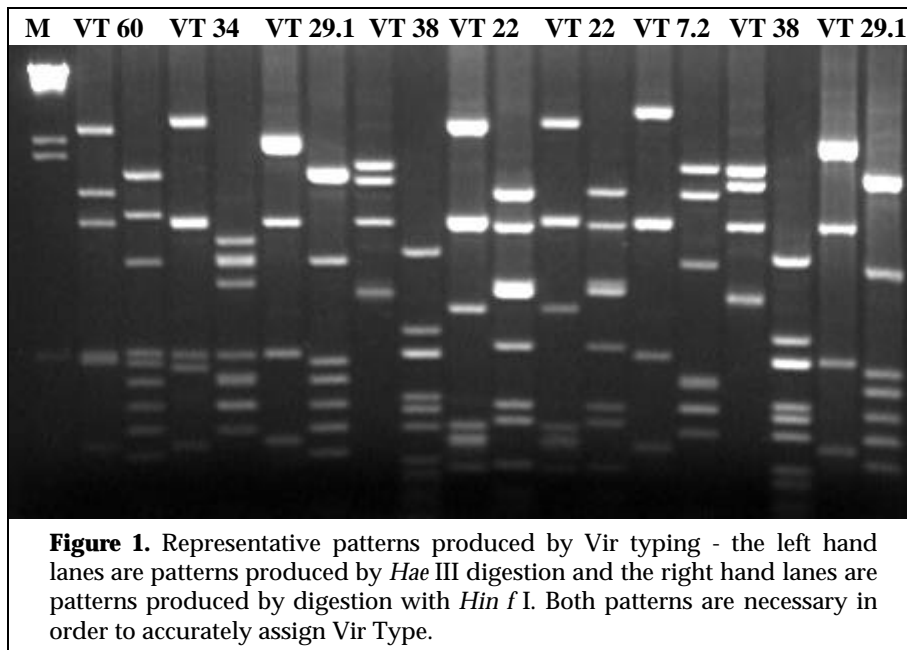 M VT 60 VT 34 VT 29.1 VT 38 VT 22 VT 22 VT 7.2 VT 38 VT 29.1
Figure 1. Representative patterns produced by Vir typing - the left hand
lanes are patterns produced by Hae III digestion and the right hand lanes are
patterns produced by digestion with Hin f I. Both patterns are necessary in
order to accurately assign Vir Type.